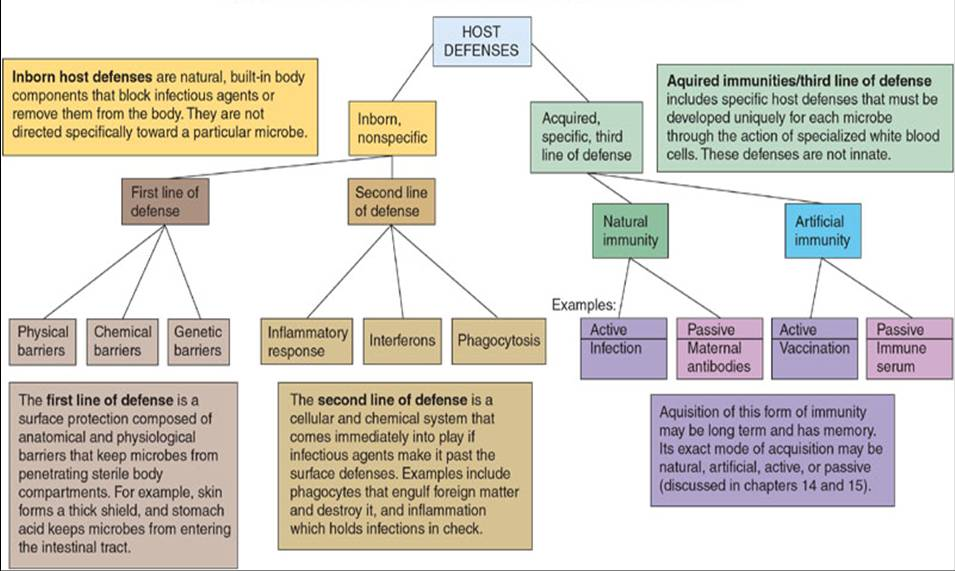 HOST
DEFENSES
Inborn host defenses are natural, built-in body
components that block infectious agents or
remove them from the body. They are not
directed specifically toward a particular microbe.
Inborn,
nonspecific
Acquired,
specific, third
line of defense
Aquired immunities/third line of defense
includes specific host defenses that must be
developed uniquely for each microbe
through the action of specialized white blood
cells. These defenses are not innate.
First line of
defense
Second line
of defense
Natural
immunity
Artificial
immunity
Physical
barriers
Chemical
barriers
Genetic
barriers
Inflammatory
response
Interferons
Phagocytosis
Examples:
Active
Infection
Passive
Maternal
antibodies
Active
Vaccination
Passive
Immune
serum
The first line of defense is a
surface protection composed of
anatomical and physiological
barriers that keep microbes from
penetrating sterile body
compartments. For example, skin
forms a thick shield, and stomach
acid keeps microbes from entering
the intestinal tract.
The second line of defense is a
cellular and chemical system that
comes immediately into play if
infectious agents make it past the
surface defenses. Examples include
phagocytes that engulf foreign matter
and destroy it, and inflammation
which holds infections in check.
Aquisition of this form of immunity
may be long term and has memory.
Its exact mode of acquisition may be
natural, artificial, active, or passive
(discussed in chapters 14 and 15).